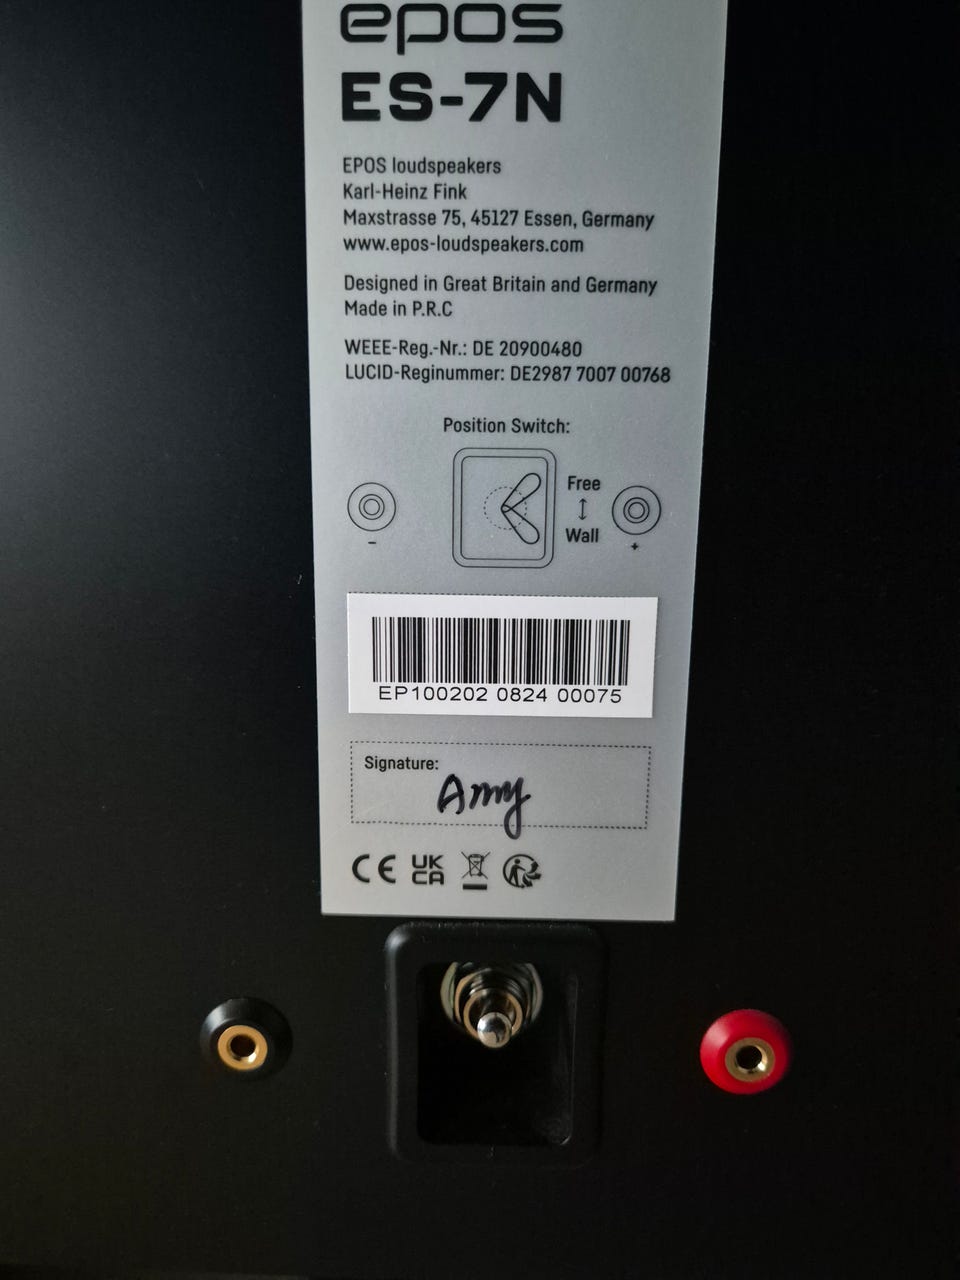 epos
ES-7N
EPOS loudspeakers
Karl-Heinz Fink
Maxstrasse 75, 45127 Essen, Germany
www.epos-loudspeakers.com
Designed in Great Britain and Germany
Made in P.R.C
WEEE-Reg.-Nr.: DE 20900480
LUCID-Reginummer: DE2987 7007 00768
Position Switch:
Free
Wall
- +
EP100202 0824 00075
Signature:
Amy
CE UK CA